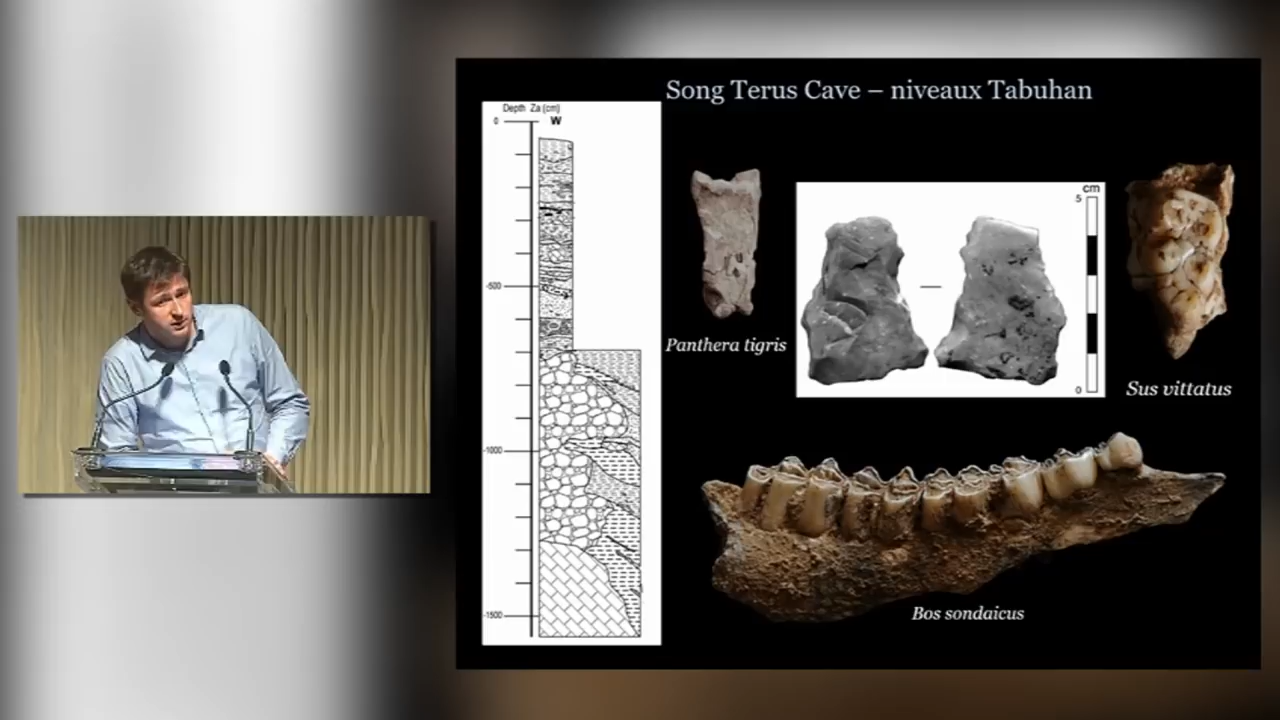 Song Terus Cave – niveaux Tabuhan
Depth Za (cm)
0
W
-500
-1000
-1500
Panthera tigris
cm
5
0
Sus vittatus
Bos sondaicus